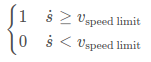 1 ṡ ≥ v_speed limit
0 ṡ < v_speed limit